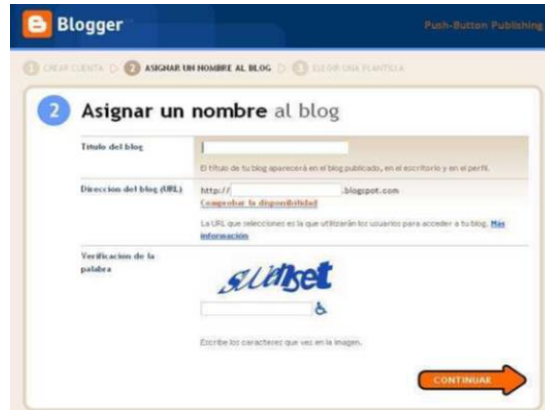 Blogger
Push-Button Publishing
1 CREAR CUENTA 2 ASIGNAR UN NOMBRE AL BLOG 3 ELEGIR UNA PLANTILLA
2 Asignar un nombre al blog
Título del blog
El título de tu blog aparecerá en el blog publicado, en el escritorio y en el perfil.
Dirección del blog (URL) http:// .blogspot.com
Comprobar la disponibilidad
La URL que selecciones es la que utilizarán los usuarios para acceder a tu blog. Más
información
Verificación de la
palabra
Escribe los caracteres que ves en la imagen.
CONTINUAR